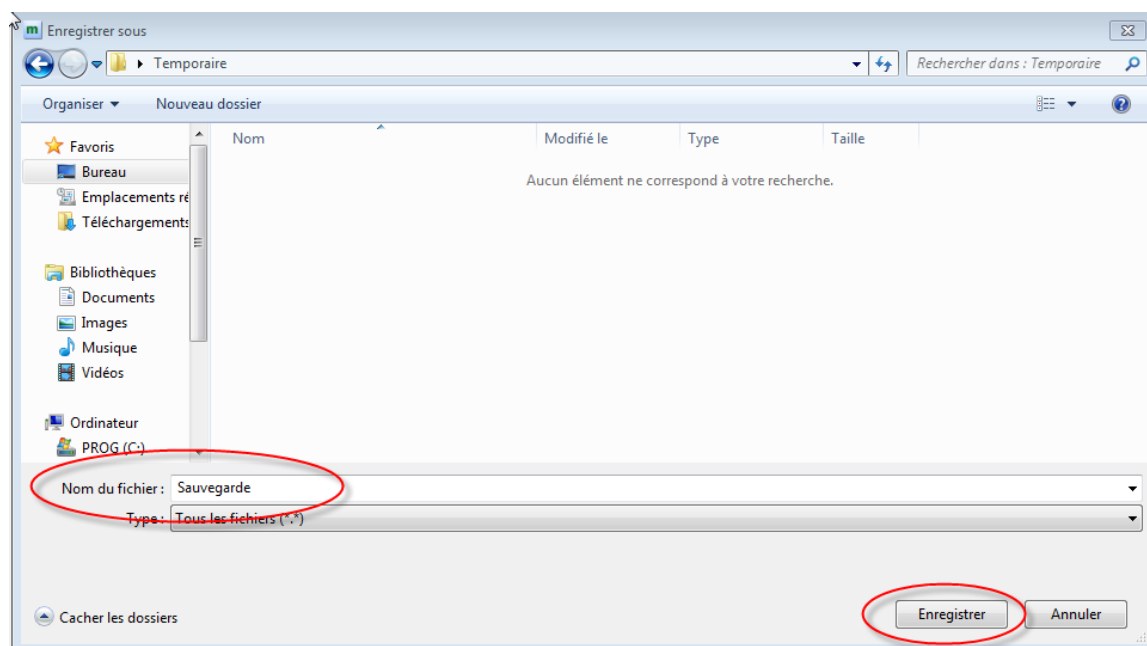 m Enregistrer sous
Temporaire
Rechercher dans : Temporaire
Organiser
Nouveau dossier
Nom
Modifié le
Type
Taille
Aucun élément ne correspond à votre recherche.
Favoris
Bureau
Emplacements ré
Téléchargements
Bibliothèques
Documents
Images
Musique
Vidéos
Ordinateur
PROG (C:)
Nom du fichier : Sauvegarde
Type : Tous les fichiers (*.*)
Cacher les dossiers
Enregistrer
Annuler